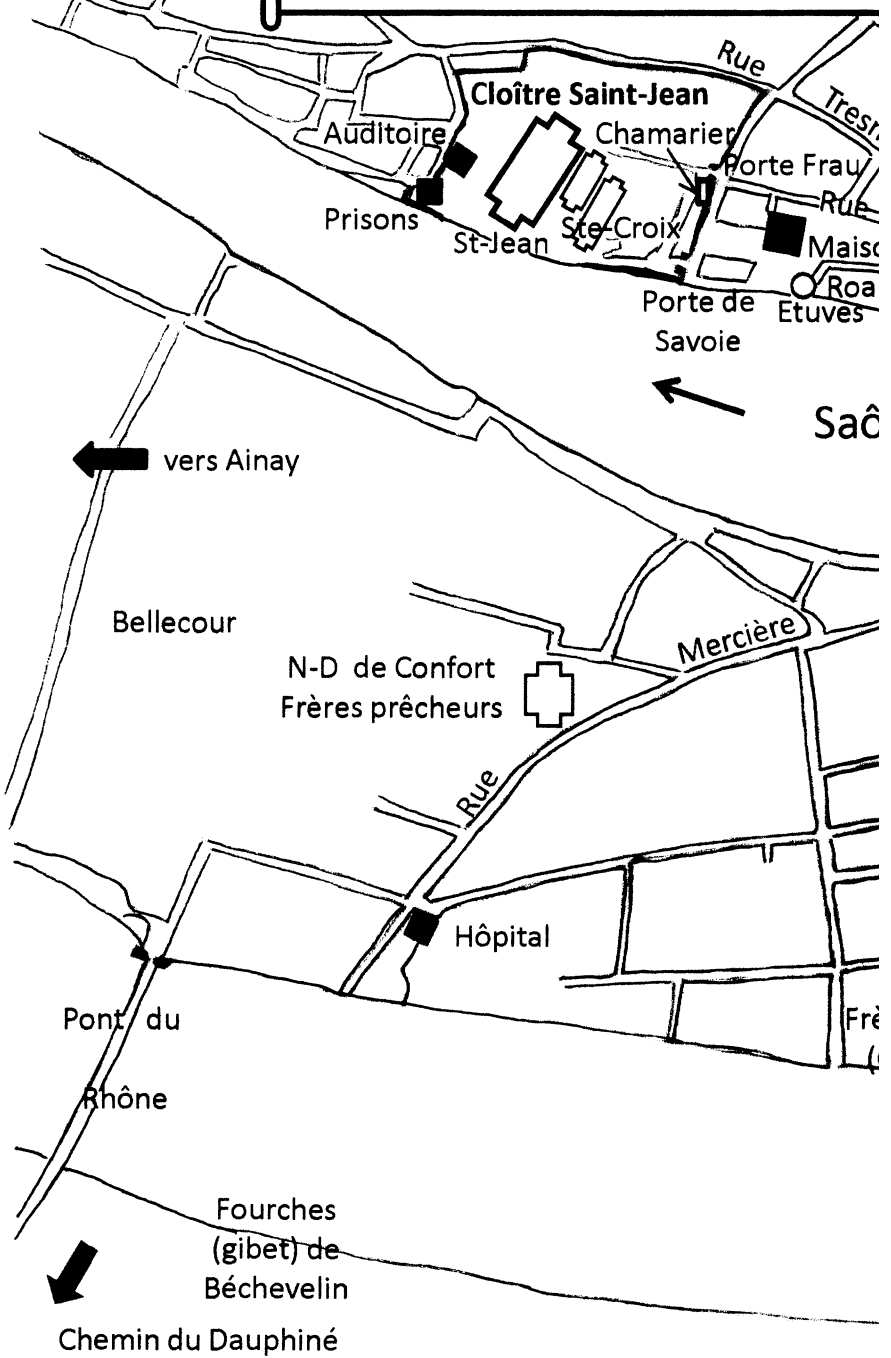 Rue
Cloître Saint-Jean
Tresm
Auditoire
Chamarier
Porte Frau
Rue
Prisons
Ste-Croix
St-Jean
Maiso
Roa
Porte de
Savoie
Etuves
Saô
vers Ainay
Bellecour
Mercière
N-D de Confort
Frères prêcheurs
Rue
Hôpital
Pont du
Rhône
Frè
Fourches
(gibet) de
Béchevelin
Chemin du Dauphiné